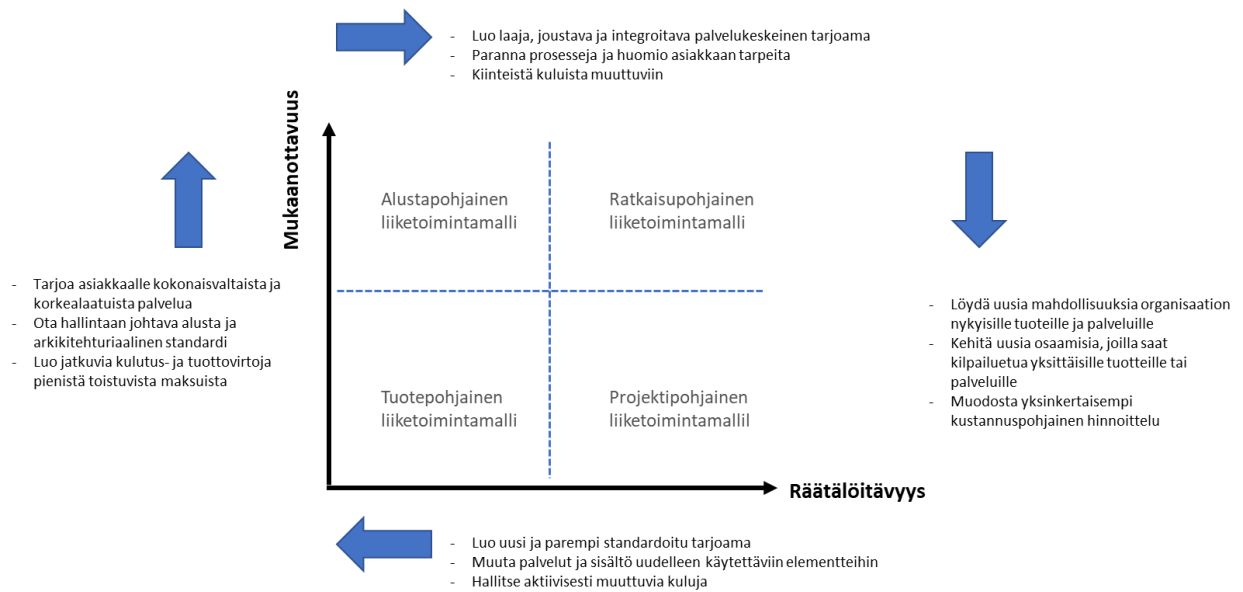 - Luo laaja, joustava ja integroitava palvelukeskeinen tarjoama
- Paranna prosesseja ja huomio asiakkaan tarpeita
- Kiinteistä kuluista muuttuviin
Mukaanottavuus
Alustapohjainen
liiketoimintamalli
Ratkaisupohjainen
liiketoimintamalli
- Tarjoa asiakkaalle kokonaisvaltaista ja
korkealaatuista palvelua
- Ota hallintaan johtava alusta ja
arkikitehturiaalinen standardi
- Luo jatkuvia kulutus- ja tuottovirtoja
pienistä toistuvista maksuista
- Löydä uusia mahdollisuuksia organisaation
nykyisille tuoteille ja palveluille
- Kehitä uusia osaamisia, joilla saat
kilpailuetua yksittäisille tuotteille tai
palveluille
- Muodosta yksinkertaisempi
kustannuspohjainen hinnoittelu
Tuotepohjainen
liiketoimintamalli
Projektipohjainen
liiketoimintamallil
Räätälöitävyys
- Luo uusi ja parempi standardoitu tarjoama
- Muuta palvelut ja sisältö uudelleen käytettäviin elementteihin
- Hallitse aktiivisesti muuttuvia kuluja